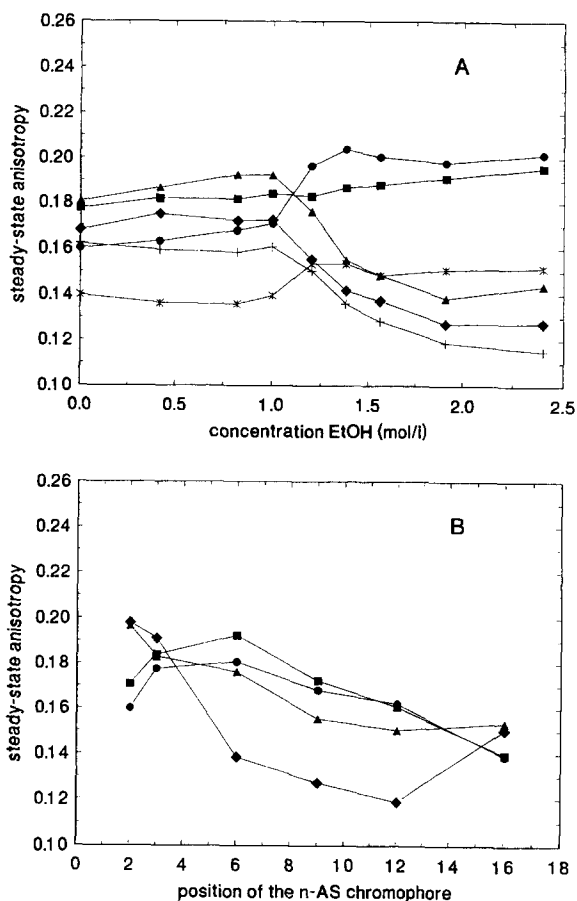 0.26
0.24
0.22
0.20
0.18
0.16
0.14
0.12
0.10
steady-state anisotropy
A
0.0 0.5 1.0 1.5 2.0 2.5
concentration EtOH (mol/l)
0.26
0.24
0.22
0.20
0.18
0.16
0.14
0.12
0.10
steady-state anisotropy
B
0 2 4 6 8 10 12 14 16 18
position of the n-AS chromophore